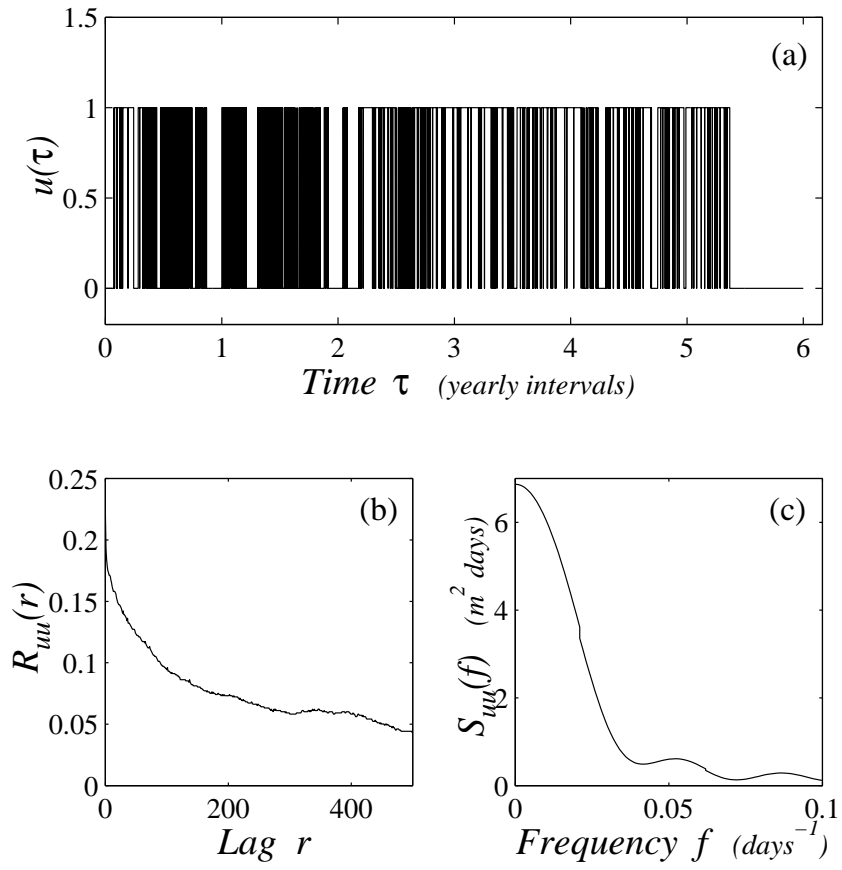 1.5
(a)
1
u(τ)
0.5
0
0 1 2 3 4 5 6
Time τ (yearly intervals)
0.25
(b)
0.2
0.15
R_uu(r)
0.1
0.05
0
0 200 400
Lag r
(c)
6
4
2
0
S_uu(f) (m² days)
0 0.05 0.1
Frequency f (days⁻¹)